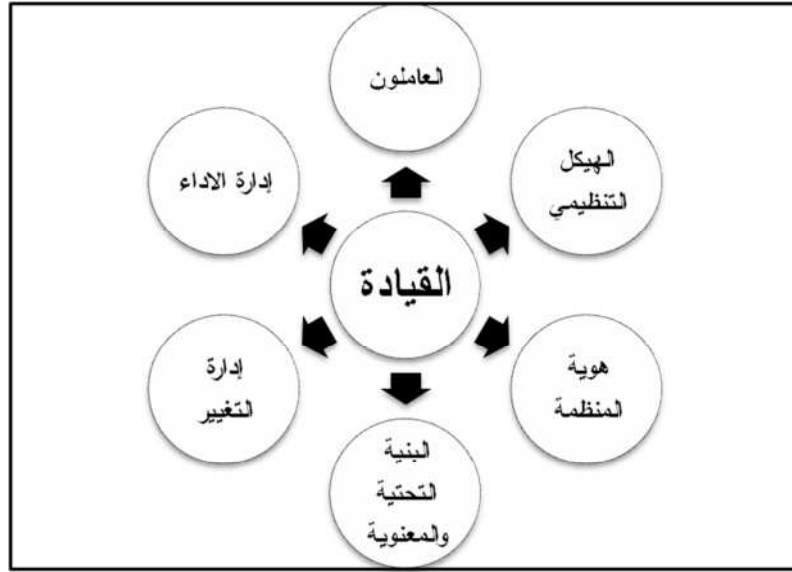 العاملون
الهيكل
التنظيمي
إدارة الاداء
القيادة
هوية
المنظمة
إدارة
التغيير
البنية
التحتية
والمعنوية